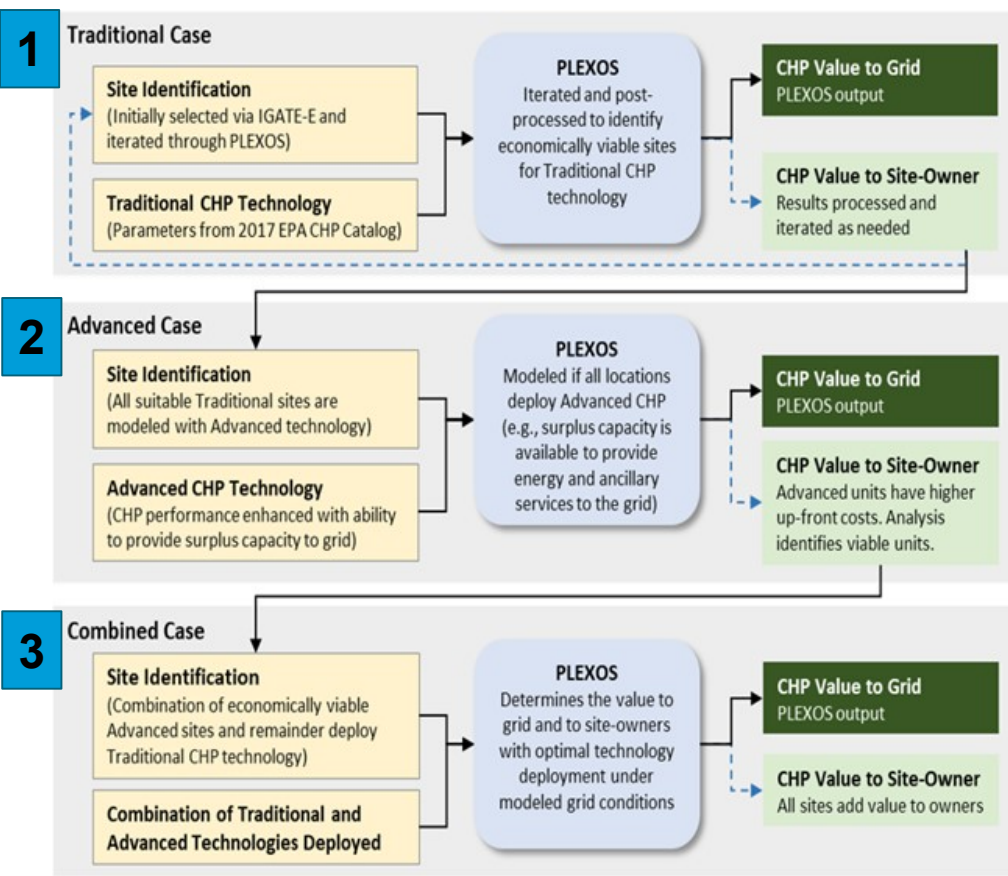 1
Traditional Case
Site Identification
(Initially selected via IGATE-E and
iterated through PLEXOS)
Traditional CHP Technology
(Parameters from 2017 EPA CHP Catalog)
PLEXOS
Iterated and post-
processed to identify
economically viable sites
for Traditional CHP
technology
CHP Value to Grid
PLEXOS output
CHP Value to Site-Owner
Results processed and
iterated as needed
2
Advanced Case
Site Identification
(All suitable Traditional sites are
modeled with Advanced technology)
Advanced CHP Technology
(CHP performance enhanced with ability
to provide surplus capacity to grid)
PLEXOS
Modeled if all locations
deploy Advanced CHP
(e.g., surplus capacity is
available to provide
energy and ancillary
services to the grid)
CHP Value to Grid
PLEXOS output
CHP Value to Site-Owner
Advanced units have higher
up-front costs. Analysis
identifies viable units.
3
Combined Case
Site Identification
(Combination of economically viable
Advanced sites and remainder deploy
Traditional CHP technology)
Combination of Traditional and
Advanced Technologies Deployed
PLEXOS
Determines the value to
grid and to site-owners
with optimal technology
deployment under
modeled grid conditions
CHP Value to Grid
PLEXOS output
CHP Value to Site-Owner
All sites add value to owners